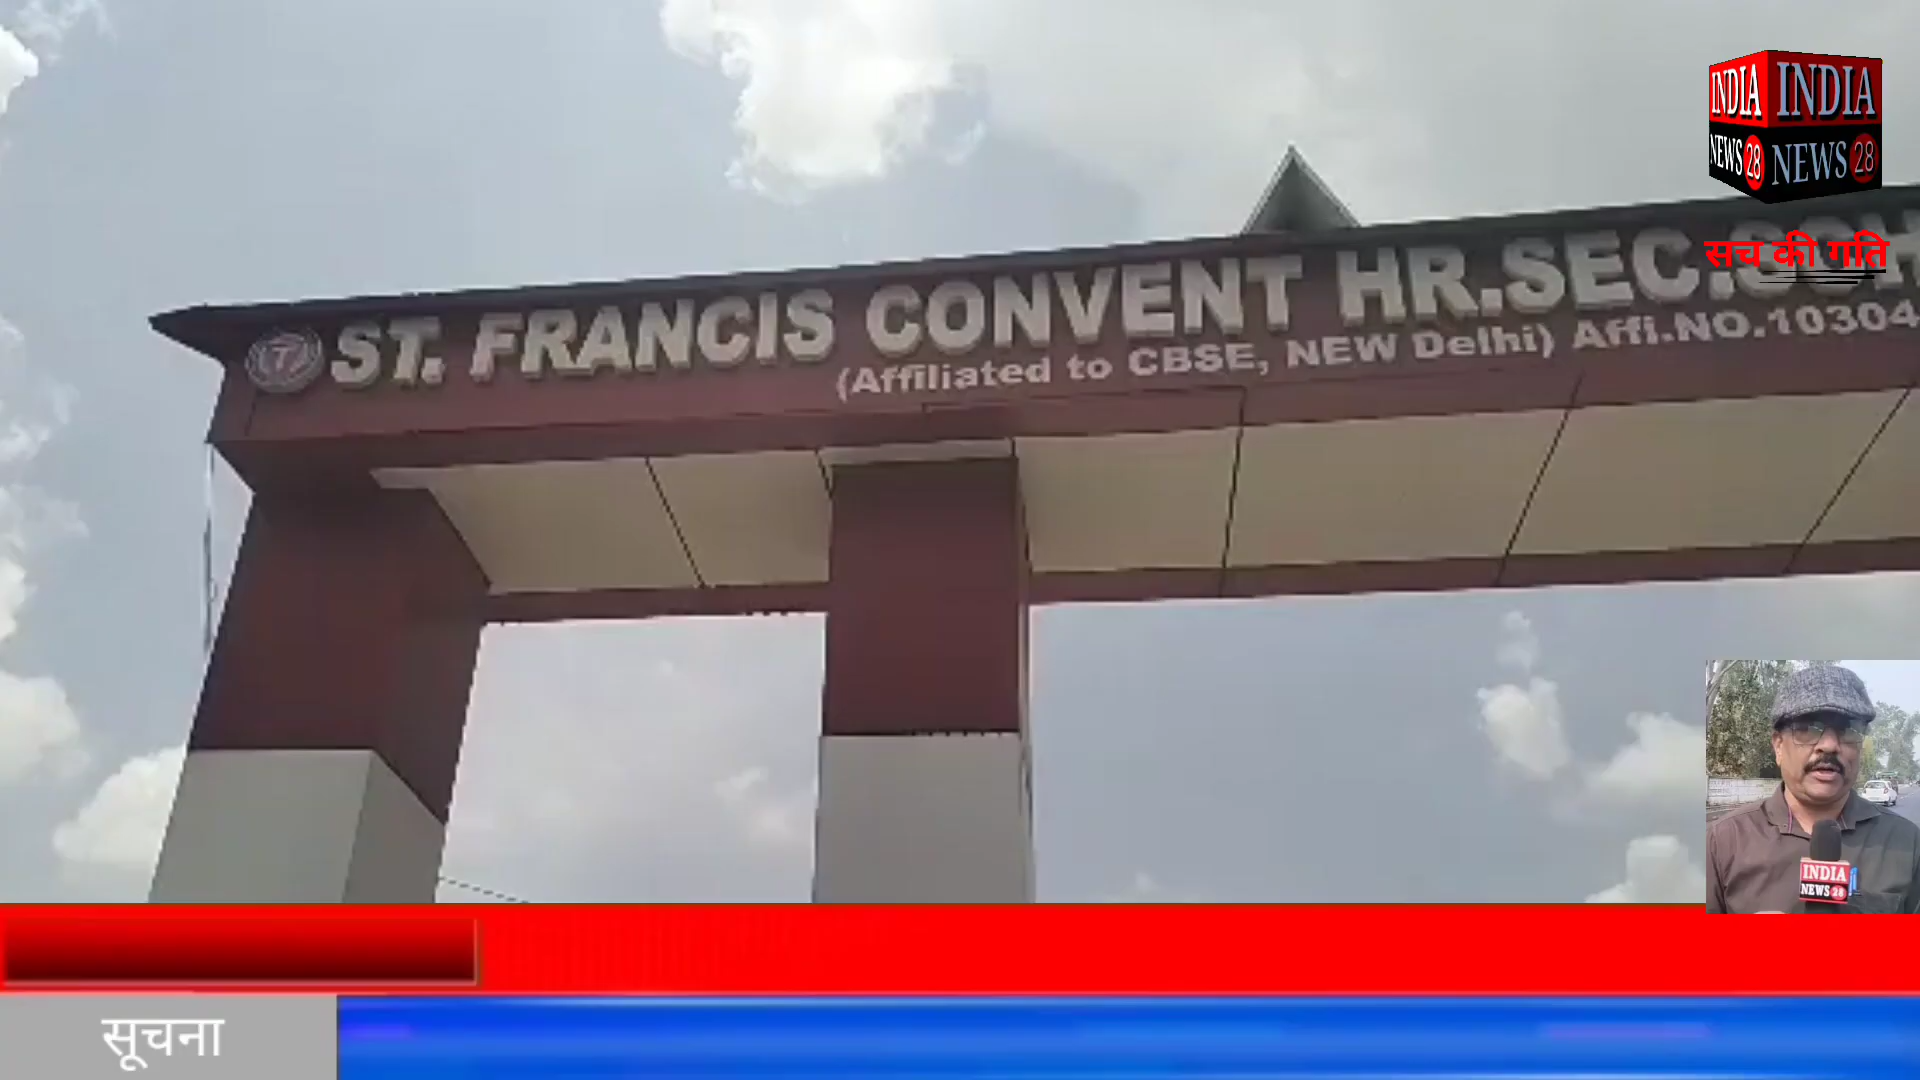 INDIA INDIA
NEWS 28 NEWS 28
सच की गति
ST. FRANCIS CONVENT HR.SEC.SCH
(Affiliated to CBSE, NEW Delhi) Affi.NO.10304
INDIA
NEWS 28
सूचना